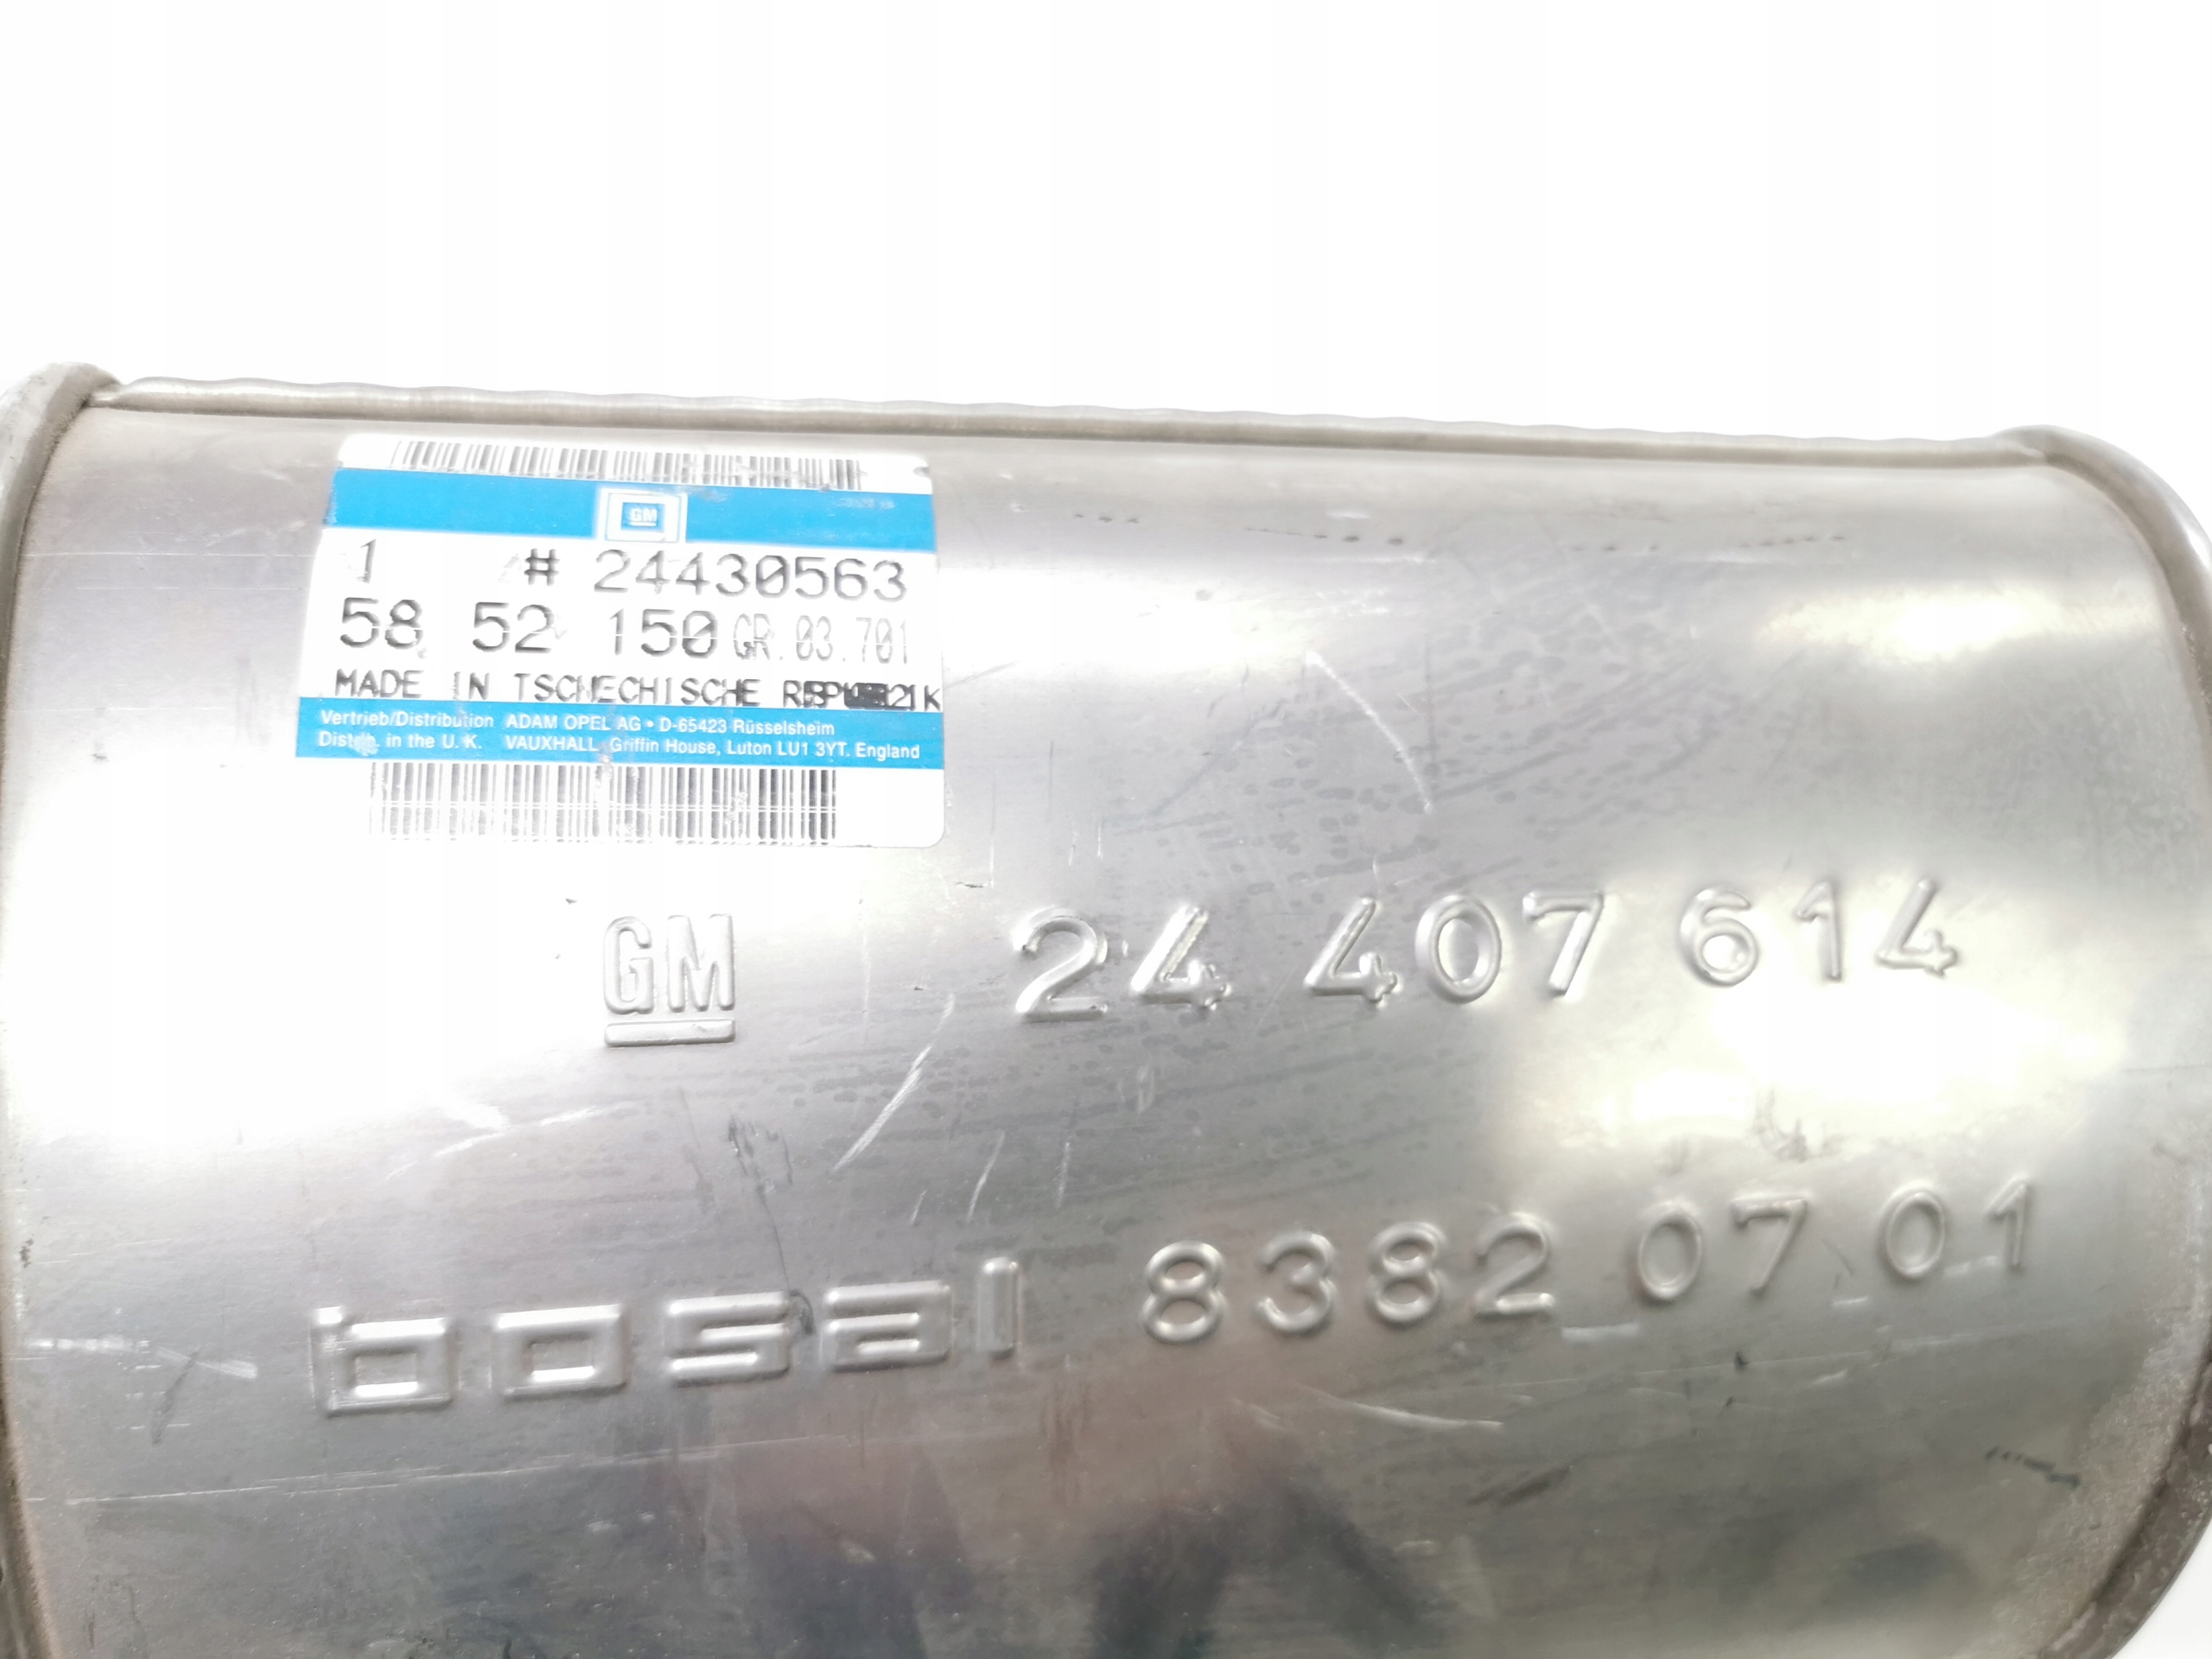 GM
1 # 24430563
58 52 150 GR.03.701
MADE IN TSCHECHISCHE
Vertrieb/Distribution ADAM OPEL AG • D-65423 Rüsselsheim
Distrib. in the U. K. VAUXHALL, Griffin House, Luton LU1 3YT. England
GM 24 407 614
bosal 8382 07 01